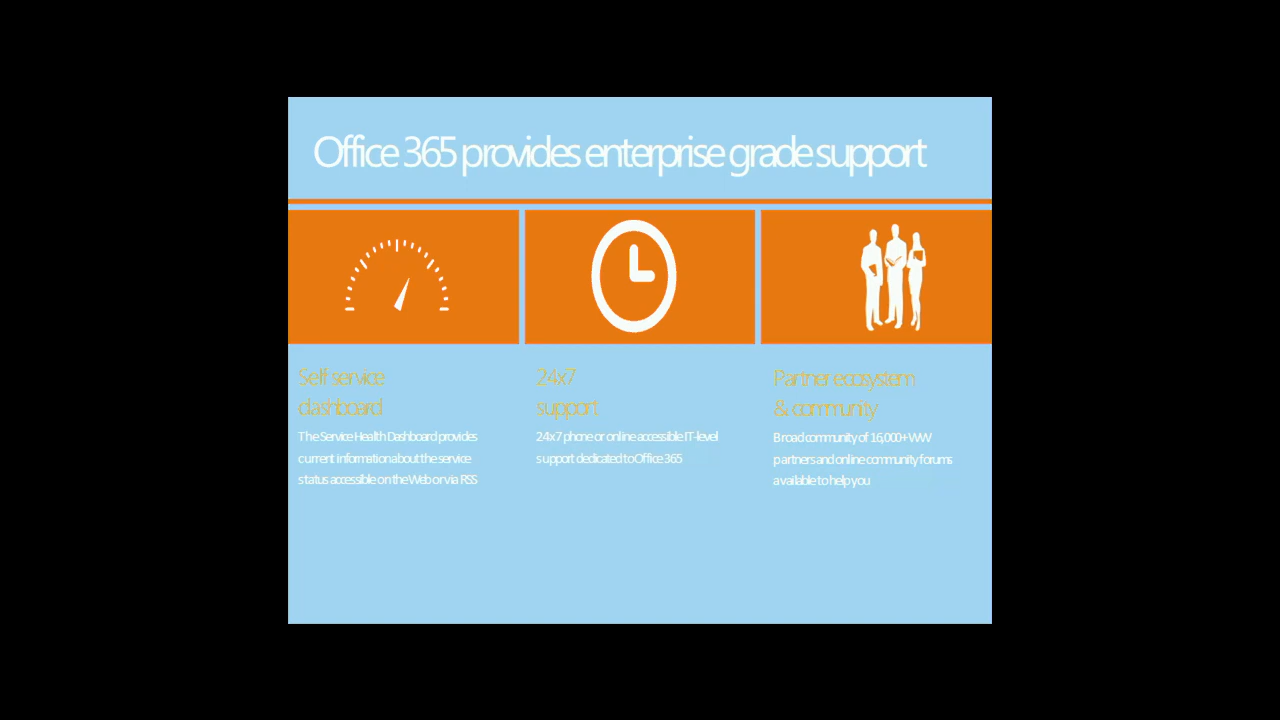 Office 365 provides enterprise grade support
Self service
dashboard
The Service Health Dashboard provides
current information about the service
status accessible on the Web or via RSS
24x7
support
24x7 phone or online accessible IT-level
support dedicated to Office 365
Partner ecosystem
& community
Broad community of 16,000+ WW
partners and online community forums
available to help you